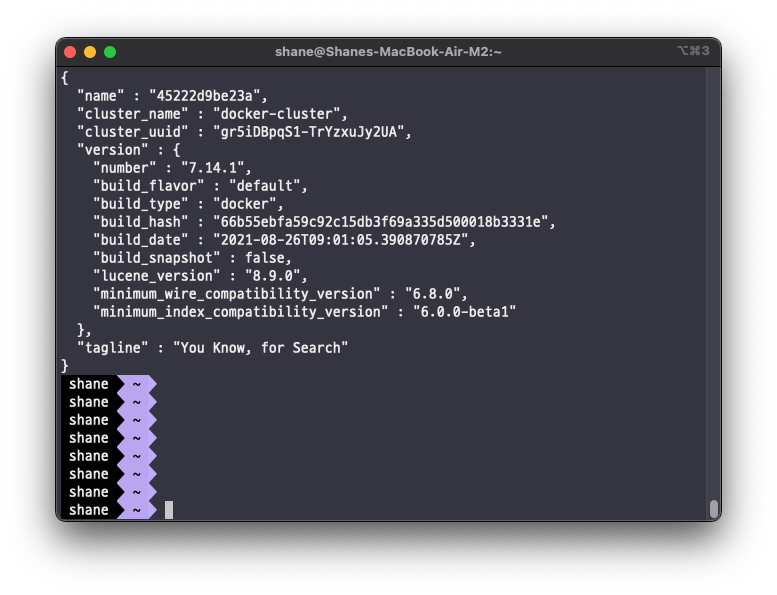 shane@Shanes-MacBook-Air-M2:~
⌥⌘3
{
  "name" : "45222d9be23a",
  "cluster_name" : "docker-cluster",
  "cluster_uuid" : "gr5iDBpqS1-TrYzxuJy2UA",
  "version" : {
    "number" : "7.14.1",
    "build_flavor" : "default",
    "build_type" : "docker",
    "build_hash" : "66b55ebfa59c92c15db3f69a335d500018b3331e",
    "build_date" : "2021-08-26T09:01:05.390870785Z",
    "build_snapshot" : false,
    "lucene_version" : "8.9.0",
    "minimum_wire_compatibility_version" : "6.8.0",
    "minimum_index_compatibility_version" : "6.0.0-beta1"
  },
  "tagline" : "You Know, for Search"
}
shane ~
shane ~
shane ~
shane ~
shane ~
shane ~
shane ~
shane ~